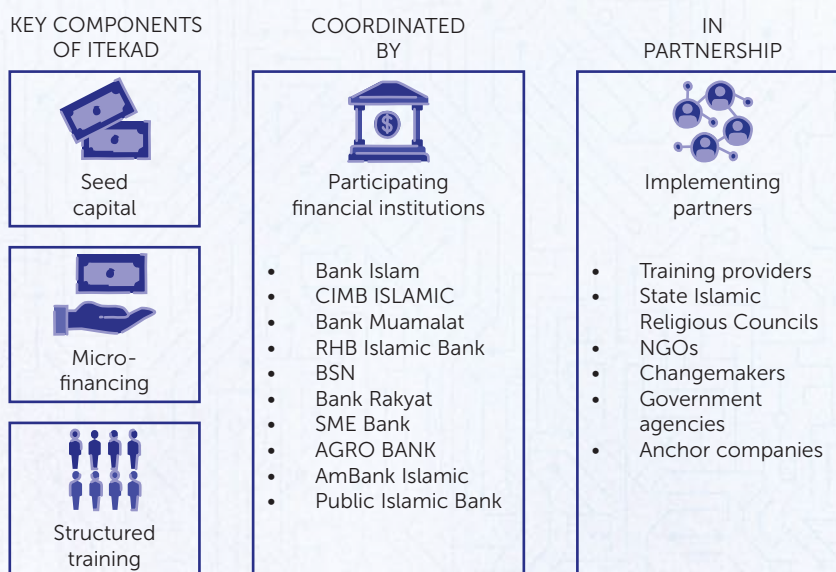 KEY COMPONENTS
OF ITEKAD
Seed
capital
Micro-
financing
Structured
training
COORDINATED
BY
$
Participating
financial institutions
• Bank Islam
• CIMB ISLAMIC
• Bank Muamalat
• RHB Islamic Bank
• BSN
• Bank Rakyat
• SME Bank
• AGRO BANK
• AmBank Islamic
• Public Islamic Bank
IN
PARTNERSHIP
Implementing
partners
• Training providers
• State Islamic
Religious Councils
• NGOs
• Changemakers
• Government
agencies
• Anchor companies